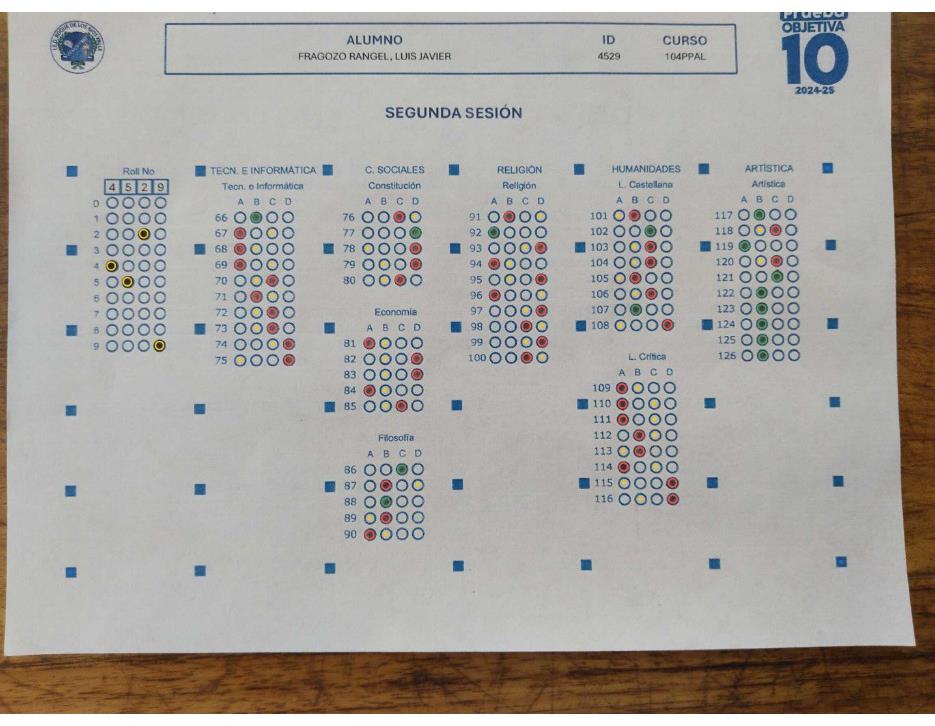 I.E.D. RODRIGO DE LOS
Prueba
OBJETIVA
10
2024-25
ALUMNO ID CURSO
FRAGOZO RANGEL, LUIS JAVIER 4529 104PPAL
SEGUNDA SESIÓN
Roll No
4 5 2 9
0
1
2
3
4
5
6
7
8
9
TECN. E INFORMÁTICA
Tecn. e Informática
A B C D
66
67
68
69
70
71
72
73
74
75
C. SOCIALES
Constitución
A B C D
76
77
78
79
80
Economía
A B C D
81
82
83
84
85
Filosofía
A B C D
86
87
88
89
90
RELIGIÓN
Religión
A B C D
91
92
93
94
95
96
97
98
99
100
HUMANIDADES
L. Castellana
A B C D
101
102
103
104
105
106
107
108
L. Crítica
A B C D
109
110
111
112
113
114
115
116
ARTÍSTICA
Artística
A B C D
117
118
119
120
121
122
123
124
125
126